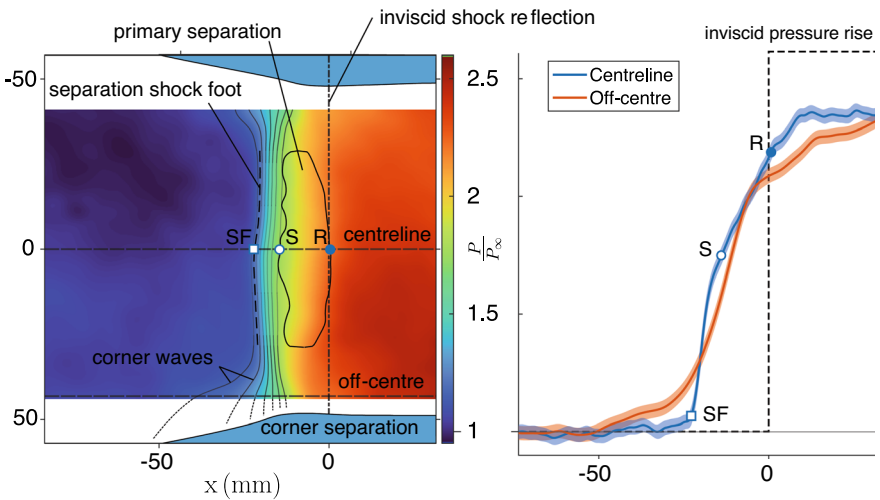 inviscid shock reflection
primary separation
separation shock foot
-50
0
50
SF
S
R
centreline
corner waves
off-centre
corner separation
-50
0
x (mm)
2.5
2
1.5
1
P
P∞
inviscid pressure rise
Centreline
Off-centre
R
S
SF
-50
0